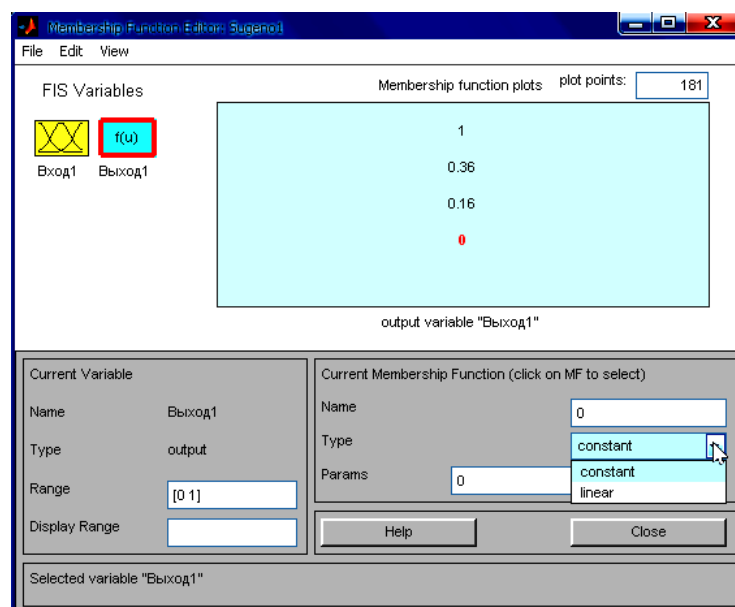 Membership Function Editor: Sugeno1
File Edit View
FIS Variables
Membership function plots
plot points:
181
f(u)
Вход1
Выход1
1
0.36
0.16
0
output variable "Выход1"
Current Variable
Name Выход1
Type output
Range [0 1]
Display Range
Current Membership Function (click on MF to select)
Name 0
Type constant
constant
linear
Params 0
Help
Close
Selected variable "Выход1"